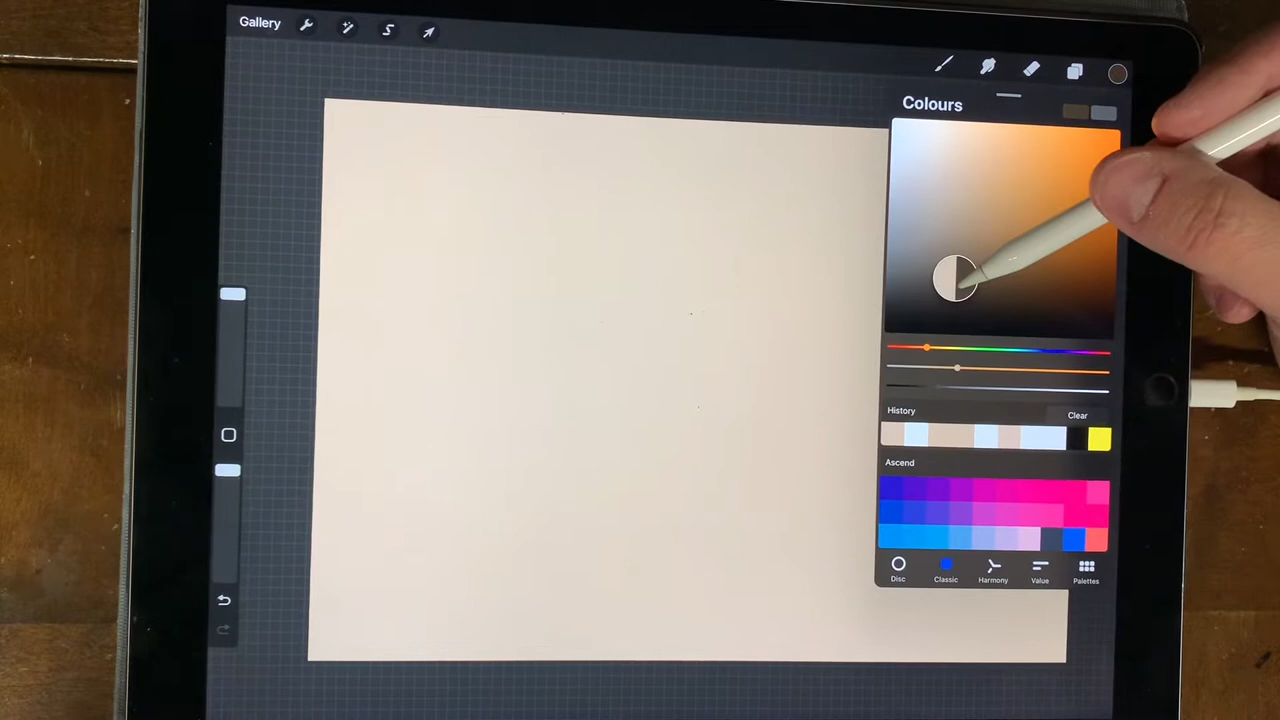 Gallery
Colours
History
Clear
Ascend
Disc
Classic
Harmony
Value
Palettes